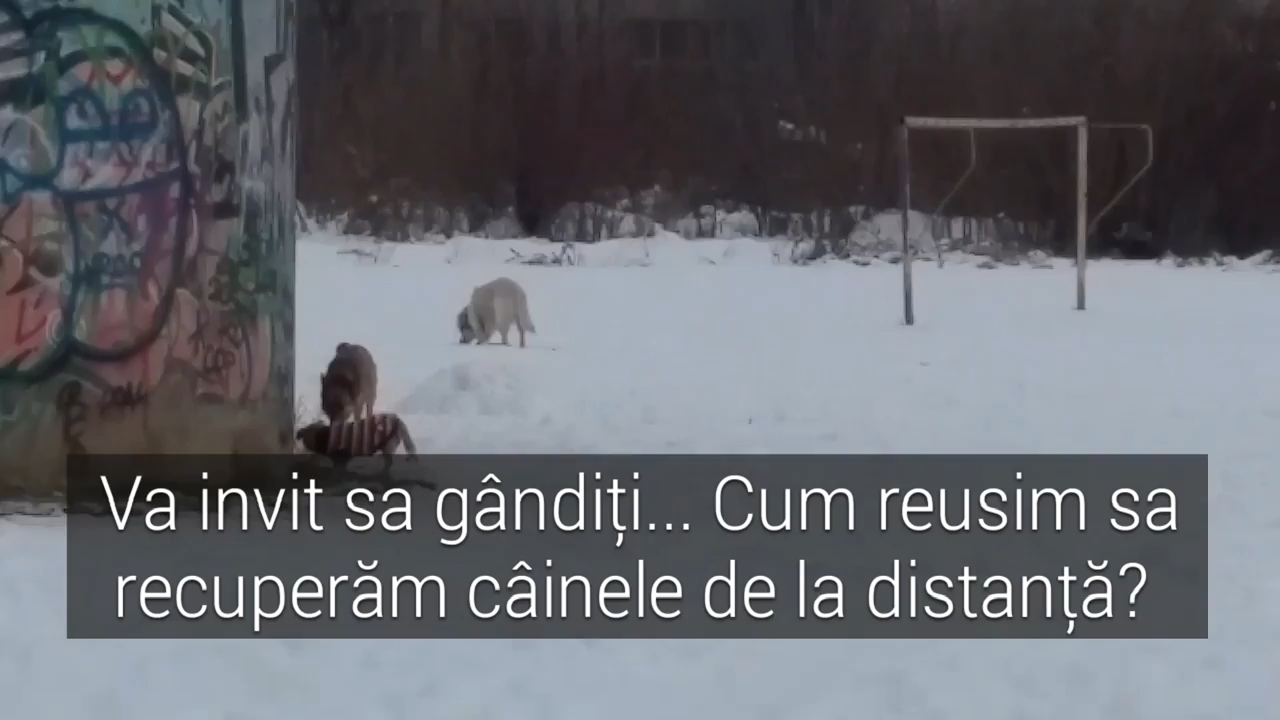 Va invit sa gândiți... Cum reusim sa
recuperăm câinele de la distanță?